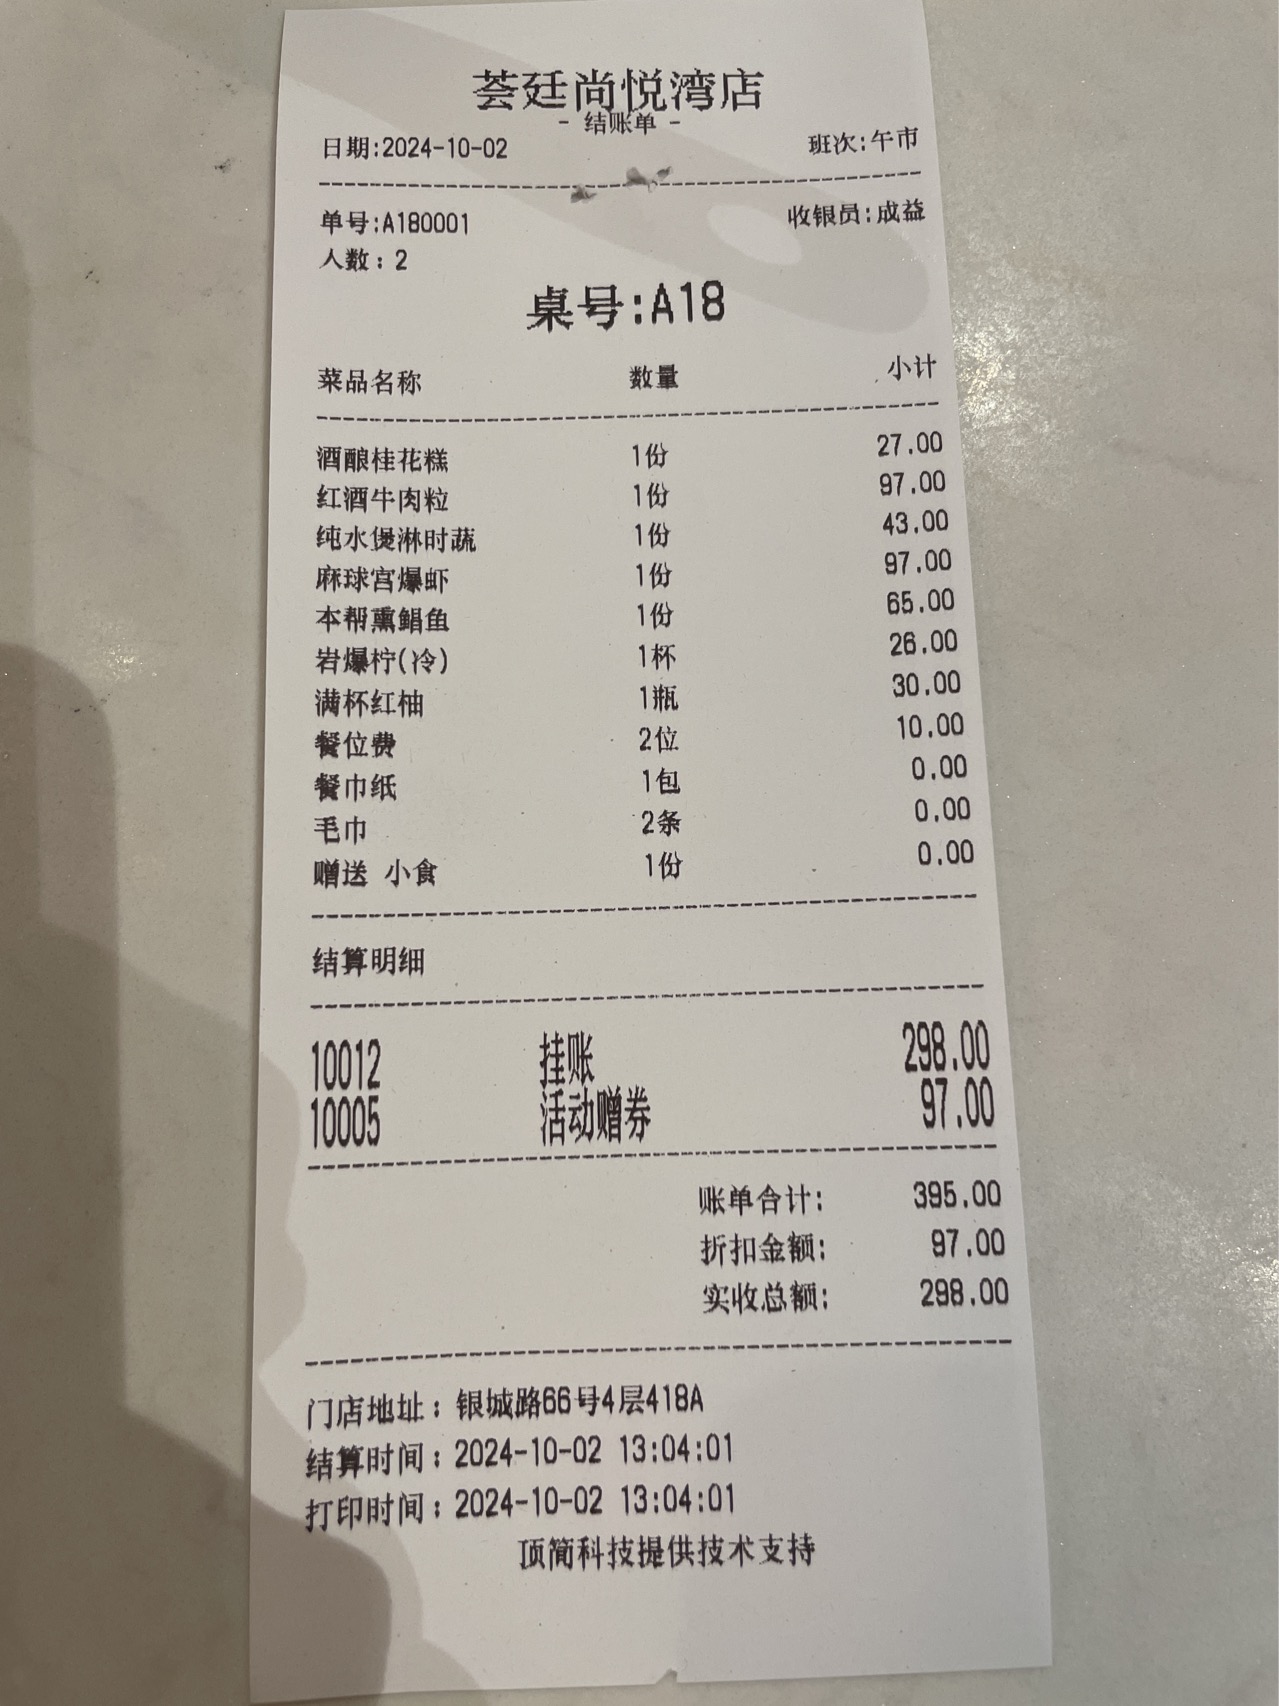 荟廷尚悦湾店
- 结账单 -
日期:2024-10-02 班次:午市
单号:A180001 收银员:成益
人数: 2
桌号:A18
菜品名称 数量 小计
酒酿桂花糕 1份 27.00
红酒牛肉粒 1份 97.00
纯水煲淋时蔬 1份 43.00
麻球宫爆虾 1份 97.00
本帮熏鲳鱼 1份 65.00
岩爆柠(冷) 1杯 26.00
满杯红柚 1瓶 30.00
餐位费 2位 10.00
餐巾纸 1包 0.00
毛巾 2条 0.00
赠送 小食 1份 0.00
结算明细
10012 挂账 298.00
10005 活动赠券 97.00
账单合计: 395.00
折扣金额: 97.00
实收总额: 298.00
门店地址: 银城路66号4层418A
结算时间: 2024-10-02 13:04:01
打印时间: 2024-10-02 13:04:01
顶简科技提供技术支持